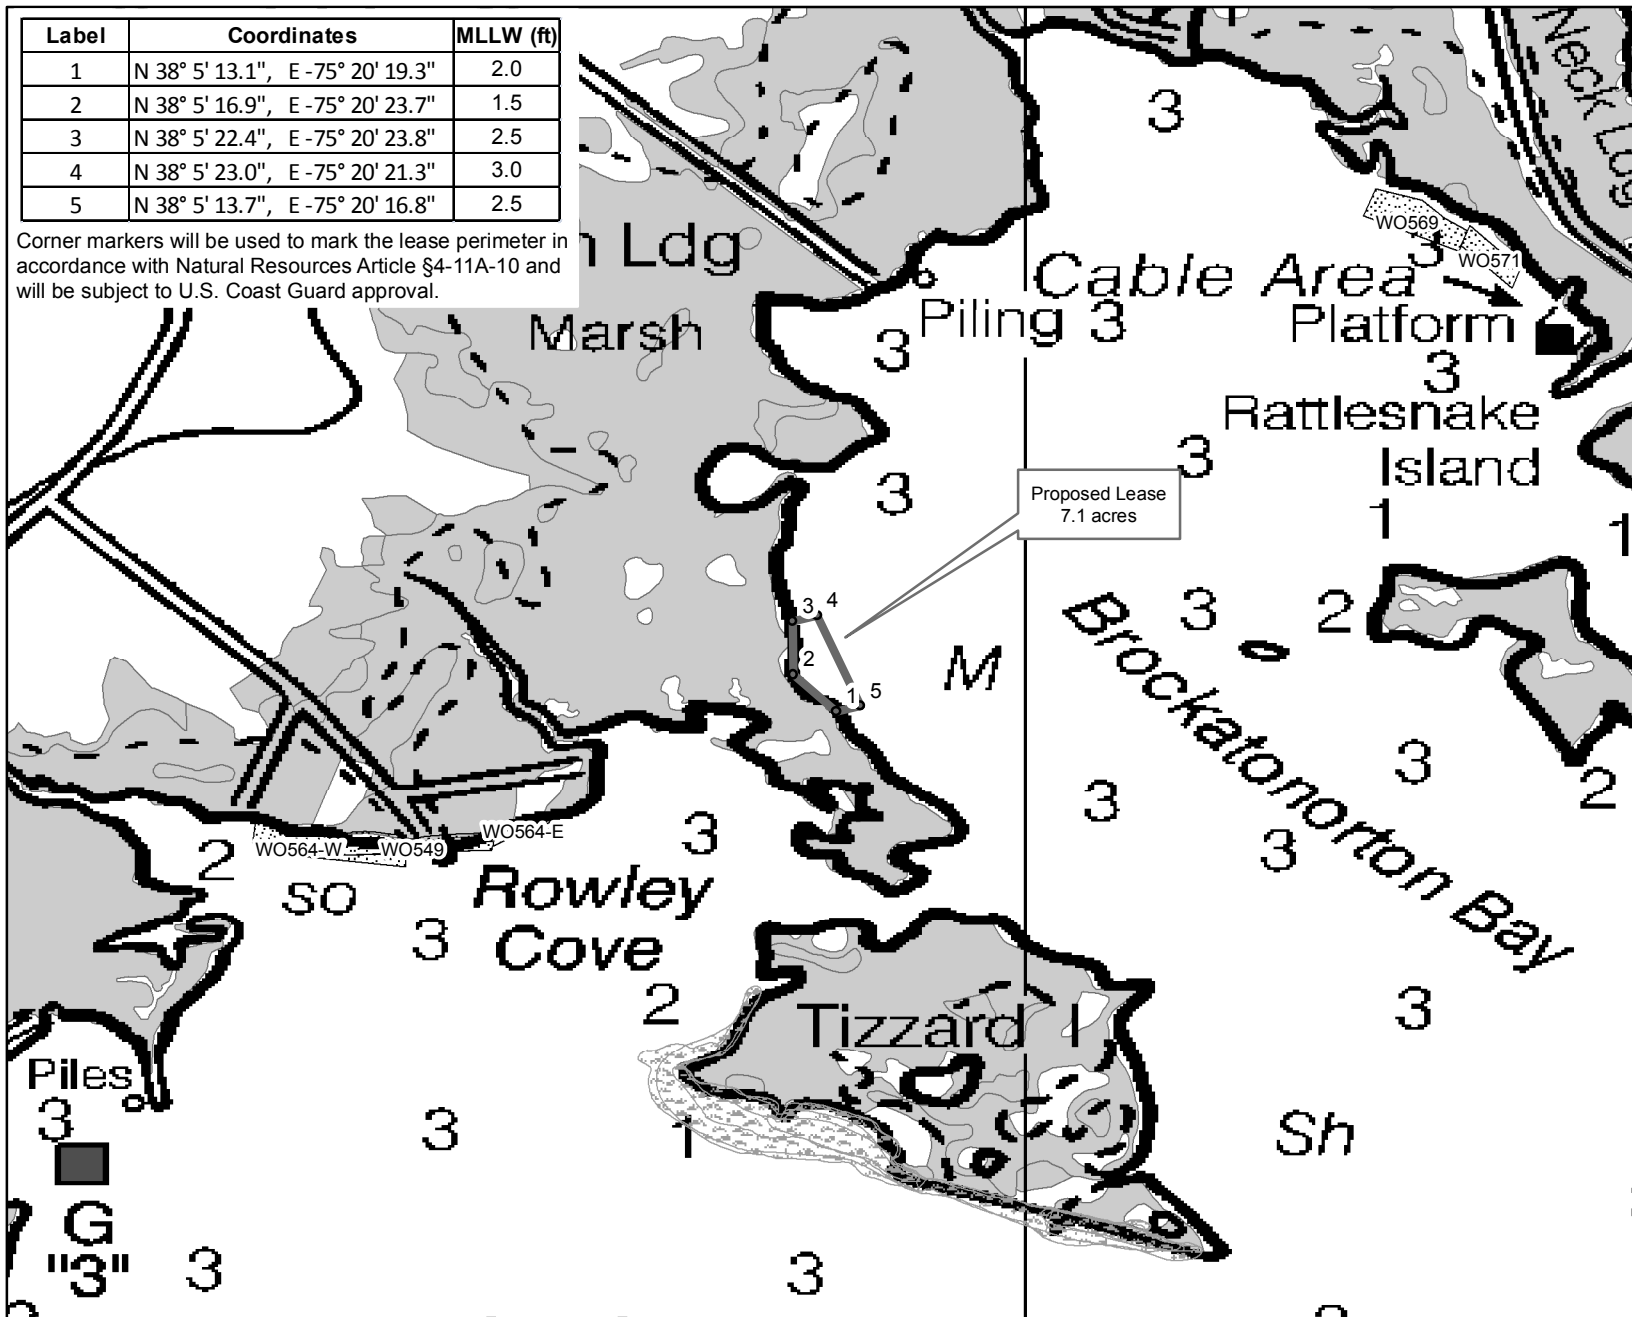 Label Coordinates MLLW (ft)
1 N 38° 5' 13.1", E -75° 20' 19.3" 2.0
2 N 38° 5' 16.9", E -75° 20' 23.7" 1.5
3 N 38° 5' 22.4", E -75° 20' 23.8" 2.5
4 N 38° 5' 23.0", E -75° 20' 21.3" 3.0
5 N 38° 5' 13.7", E -75° 20' 16.8" 2.5
Corner markers will be used to mark the lease perimeter in
accordance with Natural Resources Article §4-11A-10 and
will be subject to U.S. Coast Guard approval.
Neck
3
WO569
3
WO571
Ldg
Cable Area
Marsh
Piling
3
3
Platform
3
Rattlesnake
Island
3
3
Proposed Lease
7.1 acres
1
1
3
4
2
1
5
M
3
2
Brockatonorton Bay
3
2
3
3
3
2
WO564-W
WO549
WO564-E
so
Rowley
Cove
3
2
3
Tizzard I
Piles
3
3
1
Sh
G
"3"
3
3